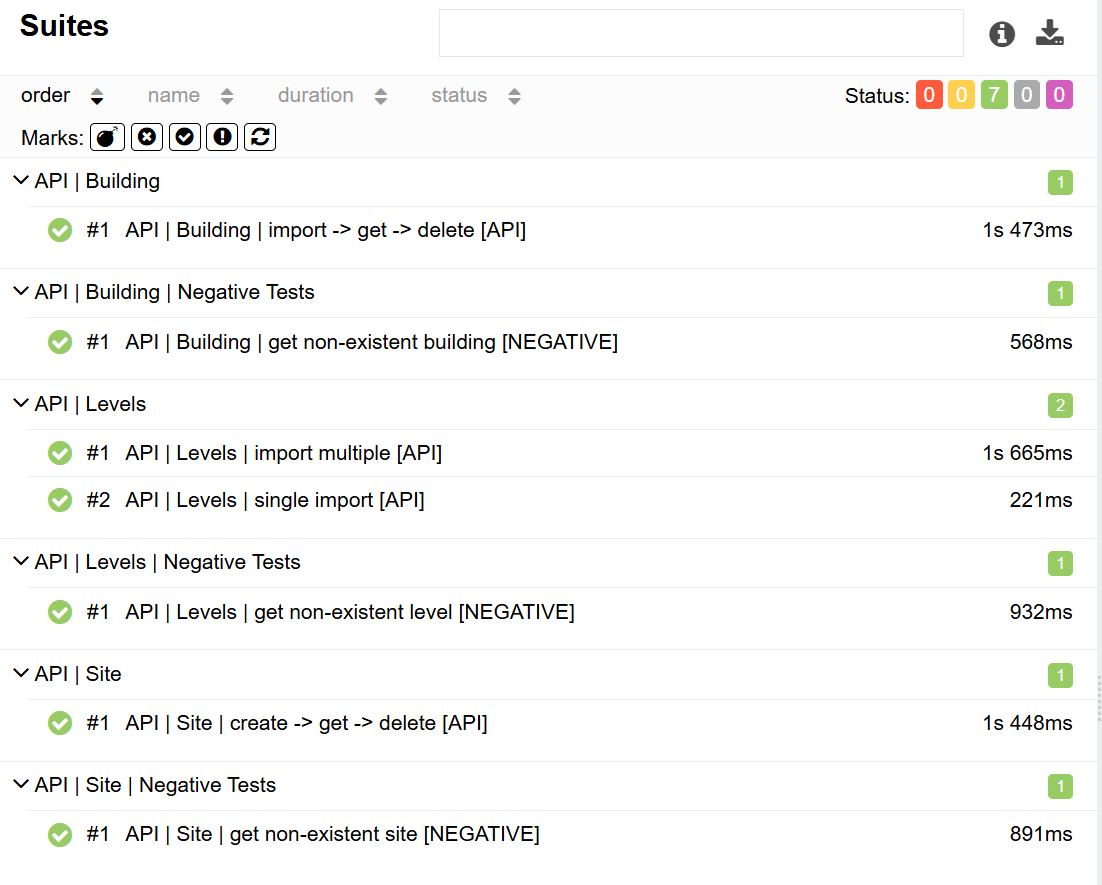 Suites
order name duration status Status: 0 0 7 0 0
Marks:
API | Building 1
#1 API | Building | import -> get -> delete [API] 1s 473ms
API | Building | Negative Tests 1
#1 API | Building | get non-existent building [NEGATIVE] 568ms
API | Levels 2
#1 API | Levels | import multiple [API] 1s 665ms
#2 API | Levels | single import [API] 221ms
API | Levels | Negative Tests 1
#1 API | Levels | get non-existent level [NEGATIVE] 932ms
API | Site 1
#1 API | Site | create -> get -> delete [API] 1s 448ms
API | Site | Negative Tests 1
#1 API | Site | get non-existent site [NEGATIVE] 891ms